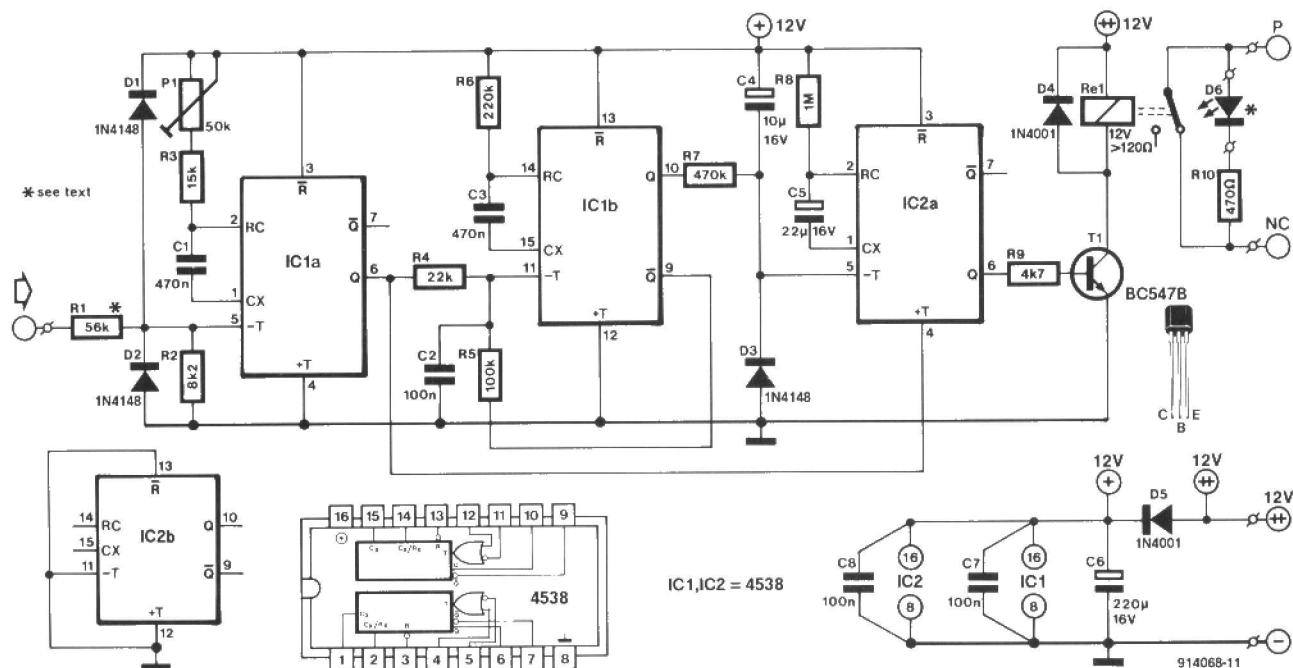 12V
12V
P
D1
1N4148
P1
50k
R3
15k
C1
470n
R6
220k
C3
470n
C4
10µ
16V
R8
1M
C5
22µ 16V
D4
1N4001
Re1
12V
>120Ω
D6
*
R10
470Ω
NC
* see text
3
R̅
2
RC
Q̅
7
IC1a
Q
6
1
CX
5
-T
+T
4
R1
*
56k
D2
1N4148
R2
8k2
R4
22k
C2
100n
R5
100k
13
R̅
14
RC
Q
10
IC1b
15
CX
11
-T
Q̅
9
+T
12
R7
470k
D3
1N4148
3
R̅
2
RC
Q̅
7
IC2a
1
CX
5
-T
Q
6
+T
4
R9
4k7
T1
BC547B
C
B
E
13
R̅
14
RC
Q
10
IC2b
15
CX
11
-T
Q̅
9
+T
12
16 15 14 13 12 11 10 9
4538
1 2 3 4 5 6 7 8
IC1,IC2 = 4538
12V
12V
D5
1N4001
12V
C8
100n
16
IC2
8
C7
100n
16
IC1
8
C6
220µ
16V
914068-11